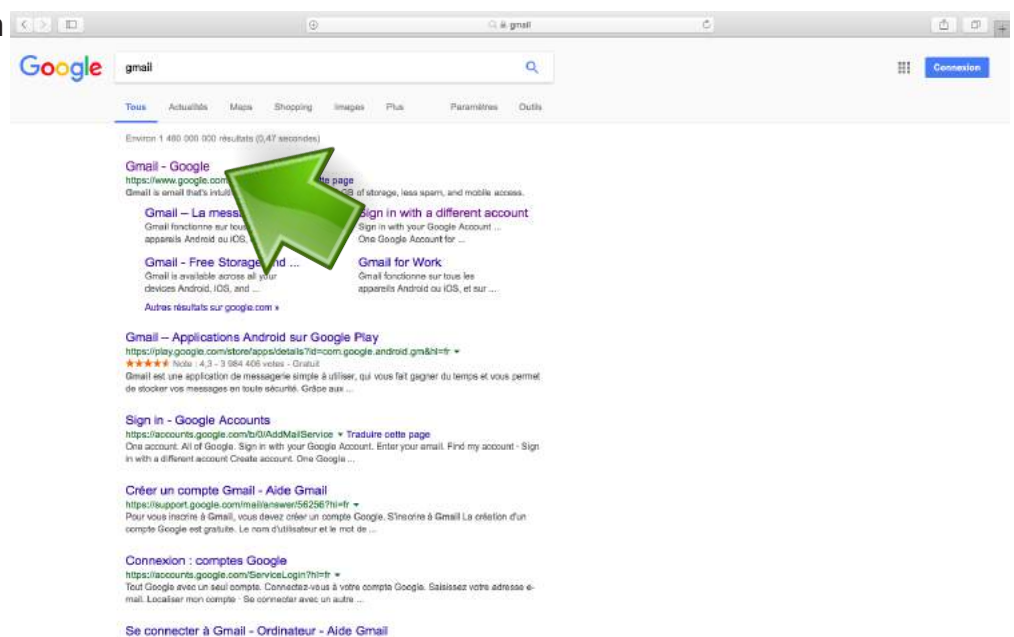 gmail
Google
gmail
Connexion
Tous Actualités Maps Shopping Images Plus Paramètres Outils
Environ 1 460 000 000 résultats (0,47 secondes)
Gmail - Google
https://www.google.com page
Gmail is email that's GB of storage, less spam, and mobile access.
Gmail – La
Gmail fonctionne sur tous
appareils Android ou iOS,
Sign in with a different account
Sign in with your Google Account ...
One Google Account for ...
Gmail - Free Storage and ...
Gmail is available across all your
devices Android, iOS, and ...
Gmail for Work
Gmail fonctionne sur tous les
appareils Android ou iOS, et sur ...
Autres résultats sur google.com »
Gmail – Applications Android sur Google Play
https://play.google.com/store/apps/details?id=com.google.android.gm&hl=fr
Note : 4,3 - 3 984 406 votes - Gratuit
Gmail est une application de messagerie simple à utiliser, qui vous fait gagner du temps et vous permet
de stocker vos messages en toute sécurité. Grâpe aux ...
Sign in - Google Accounts
https://accounts.google.com/b/0/AddMailService Traduire cette page
One account. All of Google. Sign in with your Google Account. Enter your email. Find my account · Sign
in with a different account Create account. One Google ...
Créer un compte Gmail - Aide Gmail
https://support.google.com/mail/answer/56256?hl=fr
Pour vous inscrire à Gmail, vous devez créer un compte Google. S'inscrire à Gmail La création d'un
compte Google est gratuite. Le nom d'utilisateur et le mot de ...
Connexion : comptes Google
https://accounts.google.com/ServiceLogin?hl=fr
Tout Google avec un seul compte. Connectez-vous à votre compte Google. Saisissez votre adresse e-
mail. Localiser mon compte · Se connecter avec un autre ...
Se connecter à Gmail - Ordinateur - Aide Gmail